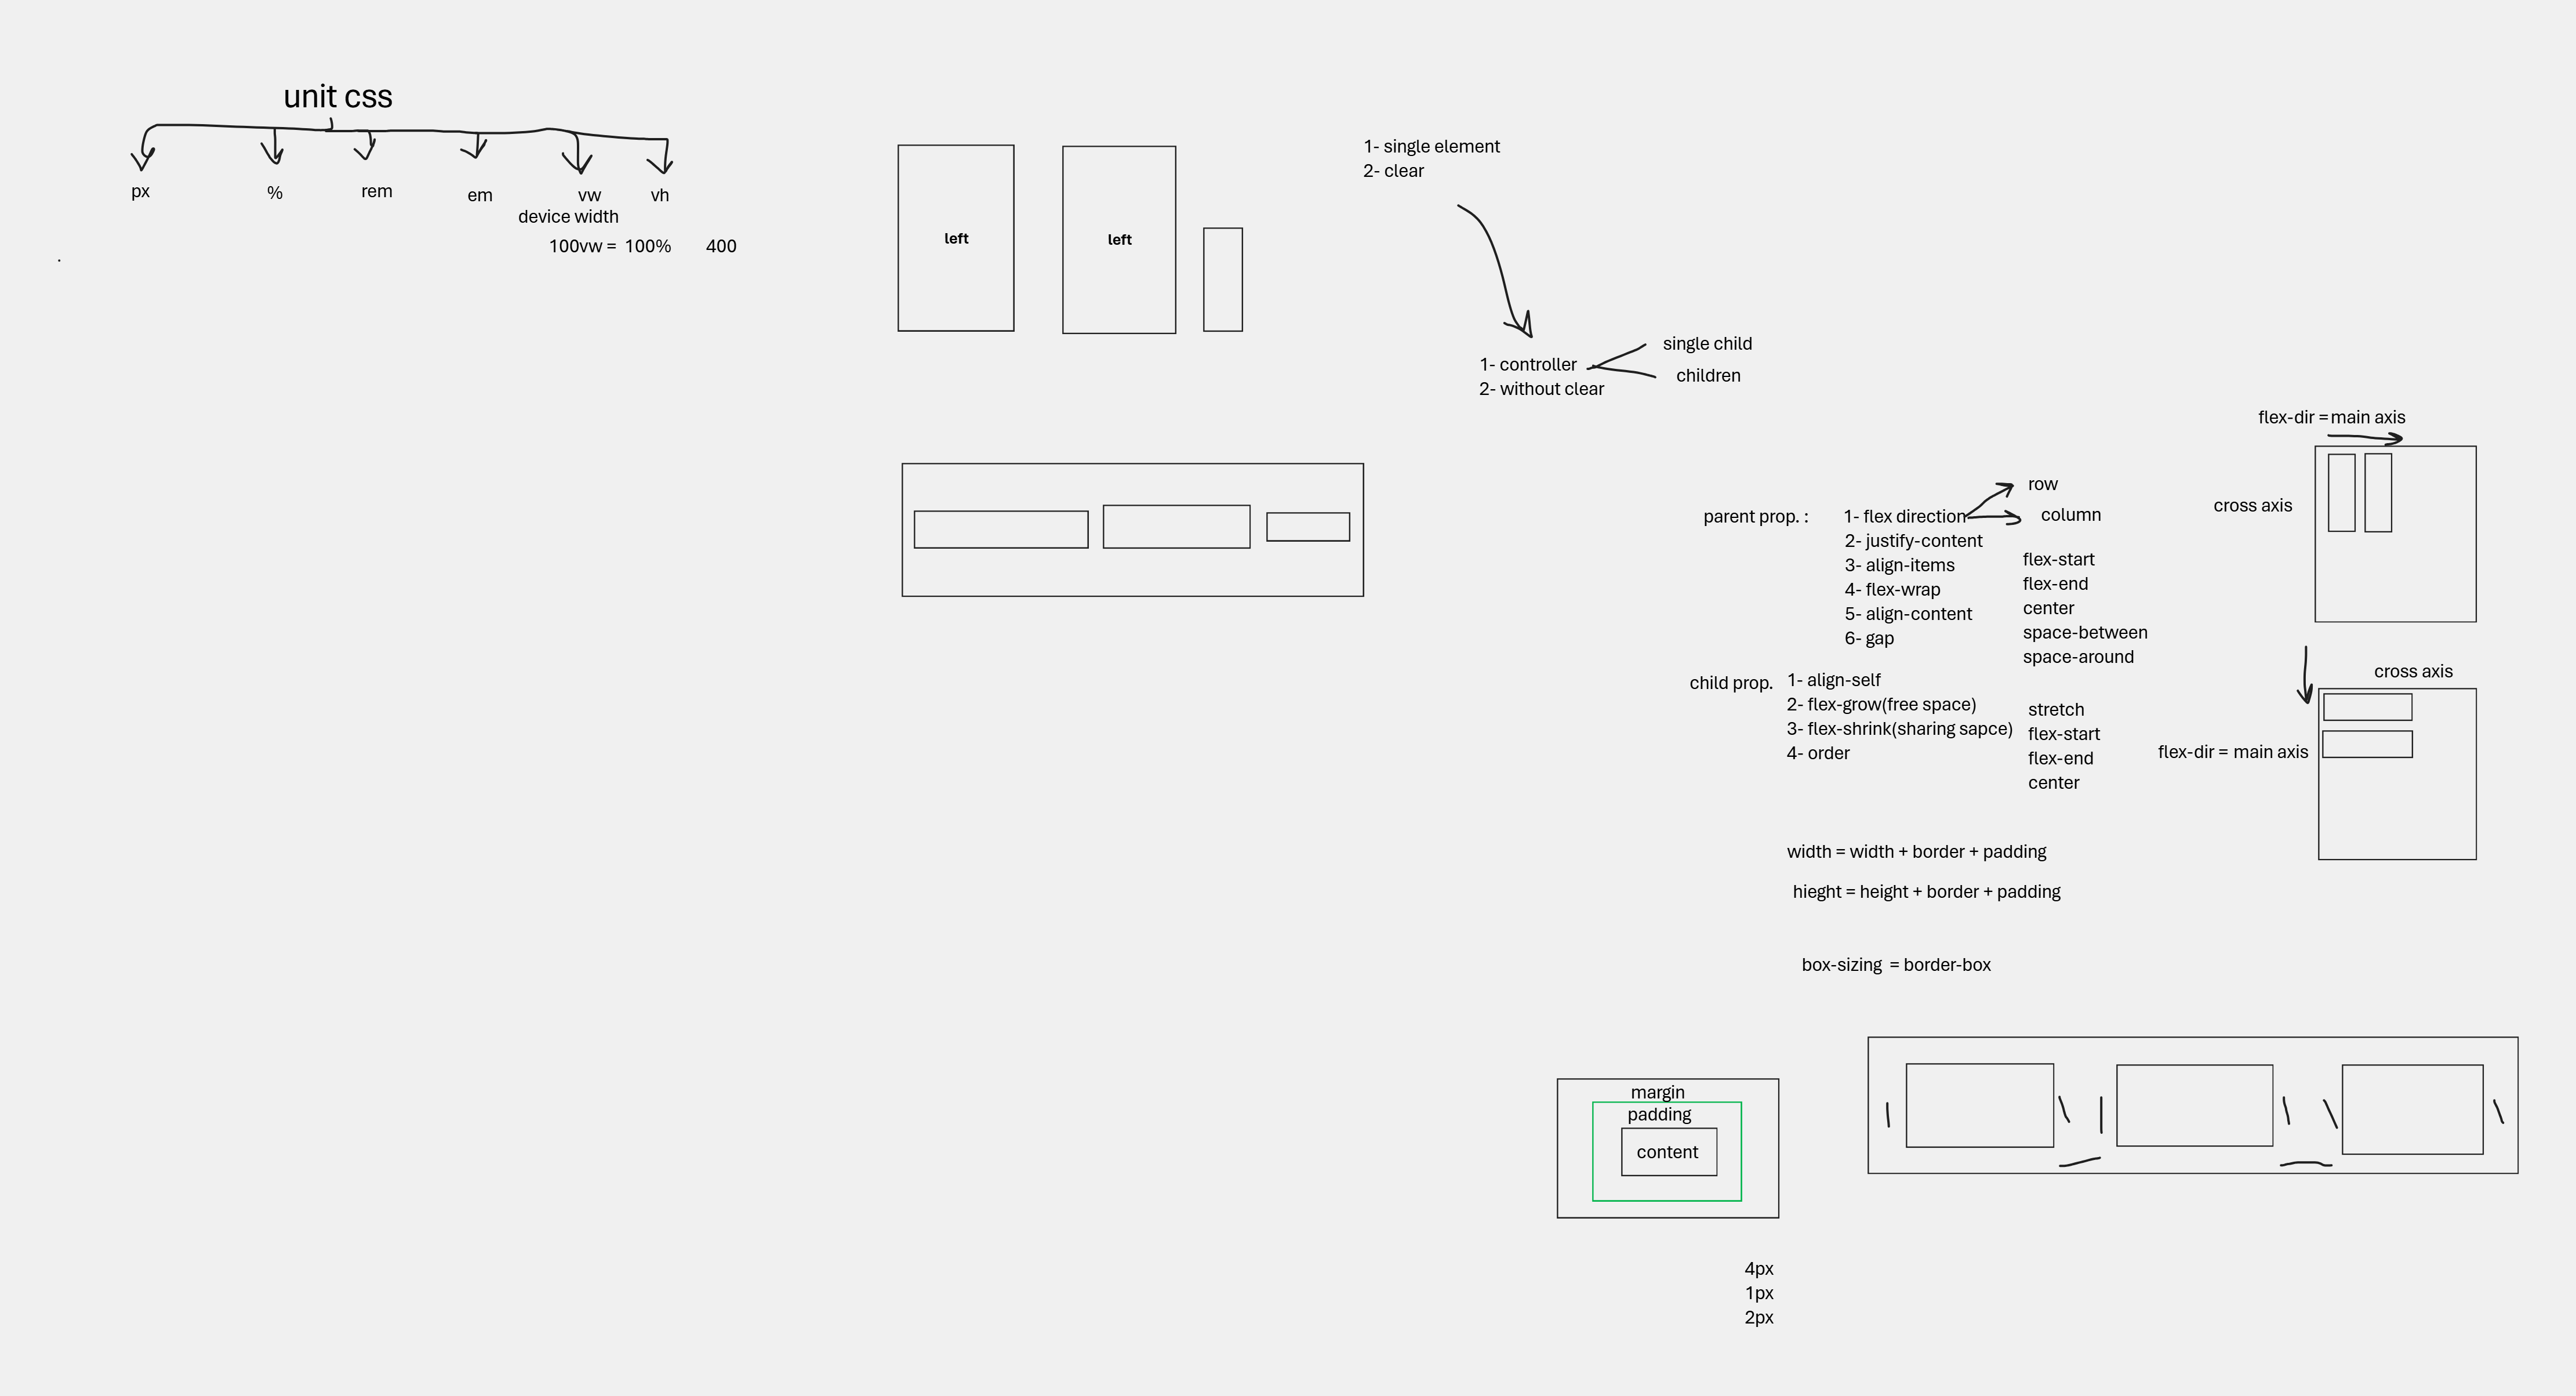 unit css
px
%
rem
em
vw
vh
device width
100vw = 100% 400
left
left
1- single element
2- clear
1- controller
2- without clear
single child
children
flex-dir = main axis
cross axis
parent prop. :
1- flex direction
2- justify-content
3- align-items
4- flex-wrap
5- align-content
6- gap
row
column
flex-start
flex-end
center
space-between
space-around
child prop.
1- align-self
2- flex-grow(free space)
3- flex-shrink(sharing sapce)
4- order
stretch
flex-start
flex-end
center
cross axis
flex-dir = main axis
width = width + border + padding
hieght = height + border + padding
box-sizing = border-box
margin
padding
content
4px
1px
2px